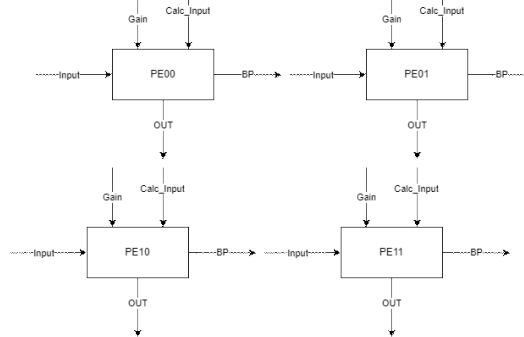 Gain Calc_Input Gain Calc_Input
Input PE00 BP Input PE01 BP
OUT OUT
Gain Calc_Input Gain Calc_Input
Input PE10 BP Input PE11 BP
OUT OUT